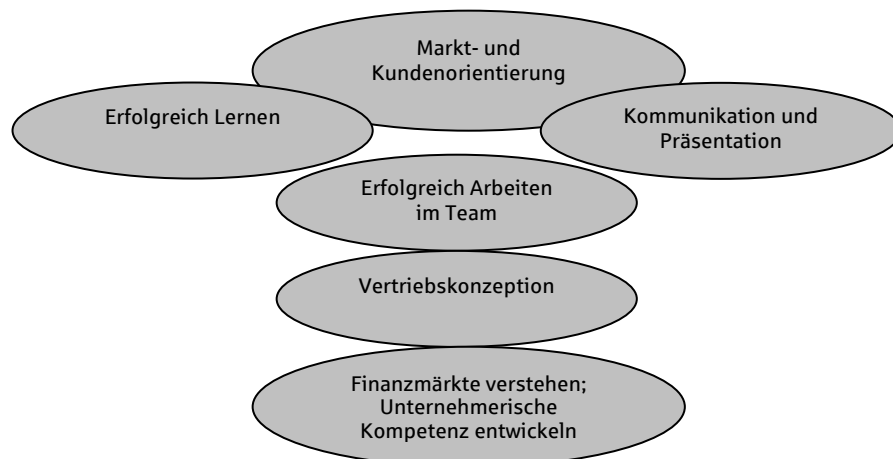 Markt- und
Kundenorientierung
Erfolgreich Lernen
Kommunikation und
Präsentation
Erfolgreich Arbeiten
im Team
Vertriebskonzeption
Finanzmärkte verstehen;
Unternehmerische
Kompetenz entwickeln